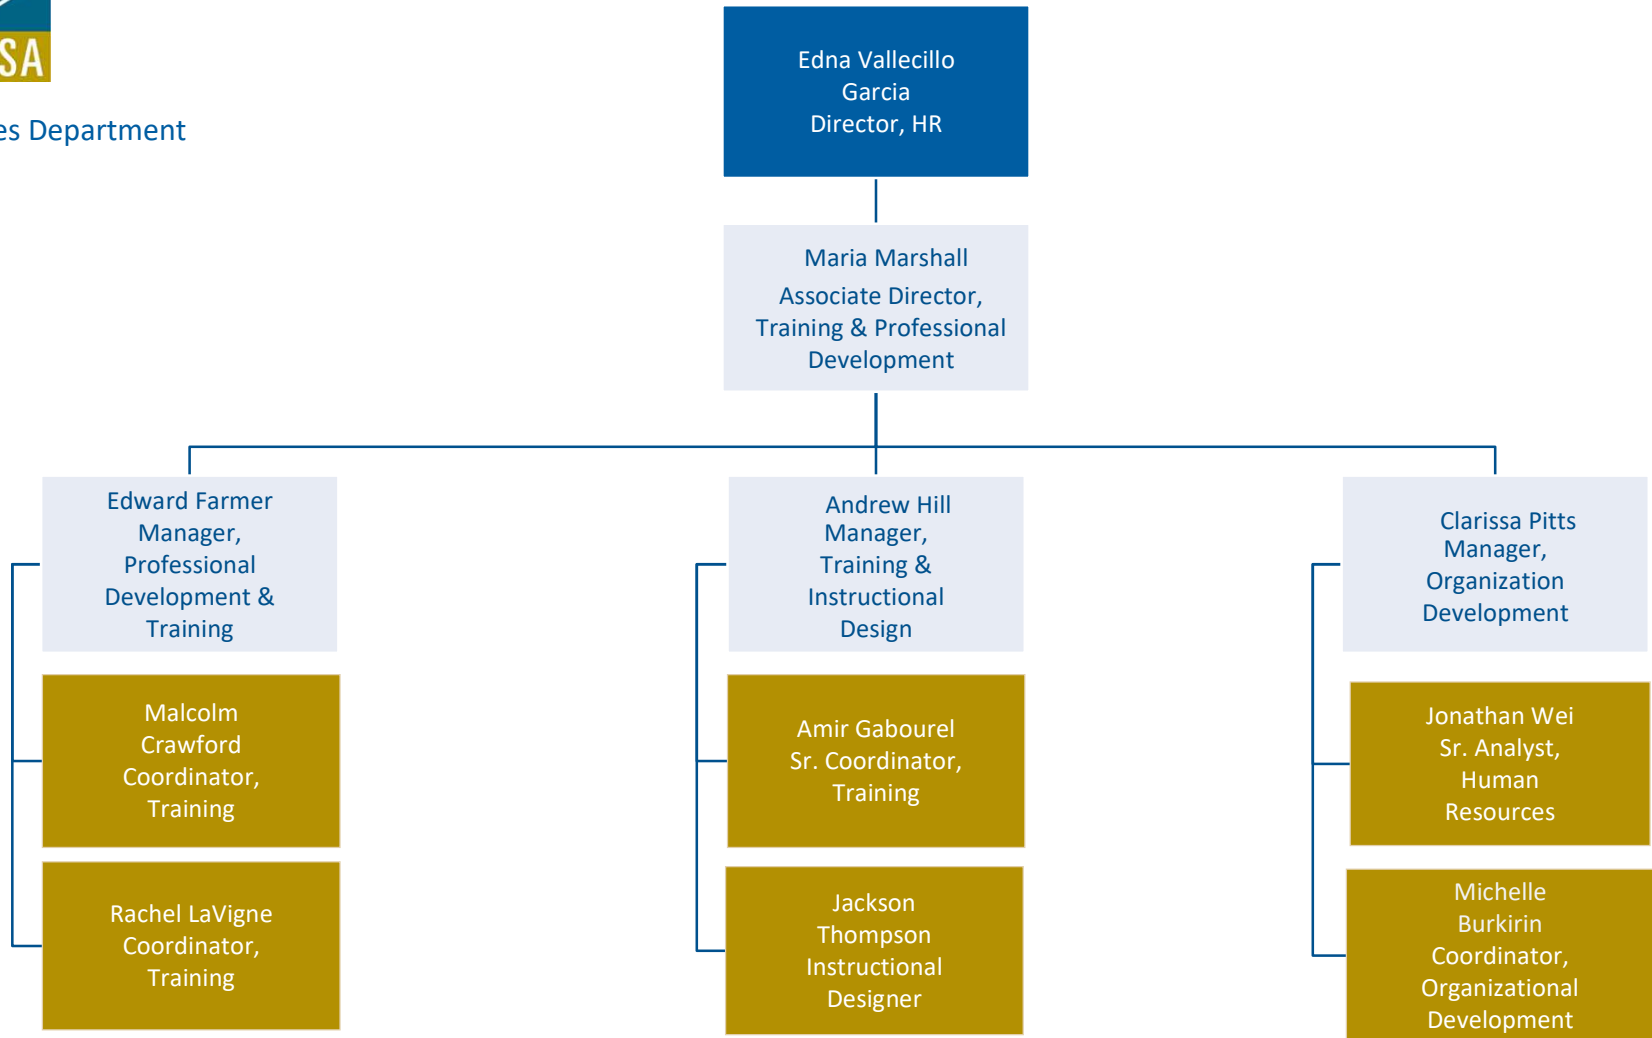 SA
es Department
Edna Vallecillo
Garcia
Director, HR
Maria Marshall
Associate Director,
Training & Professional
Development
Edward Farmer
Manager,
Professional
Development &
Training
Andrew Hill
Manager,
Training &
Instructional
Design
Clarissa Pitts
Manager,
Organization
Development
Malcolm
Crawford
Coordinator,
Training
Amir Gabourel
Sr. Coordinator,
Training
Jonathan Wei
Sr. Analyst,
Human
Resources
Rachel LaVigne
Coordinator,
Training
Jackson
Thompson
Instructional
Designer
Michelle
Burkirin
Coordinator,
Organizational
Development